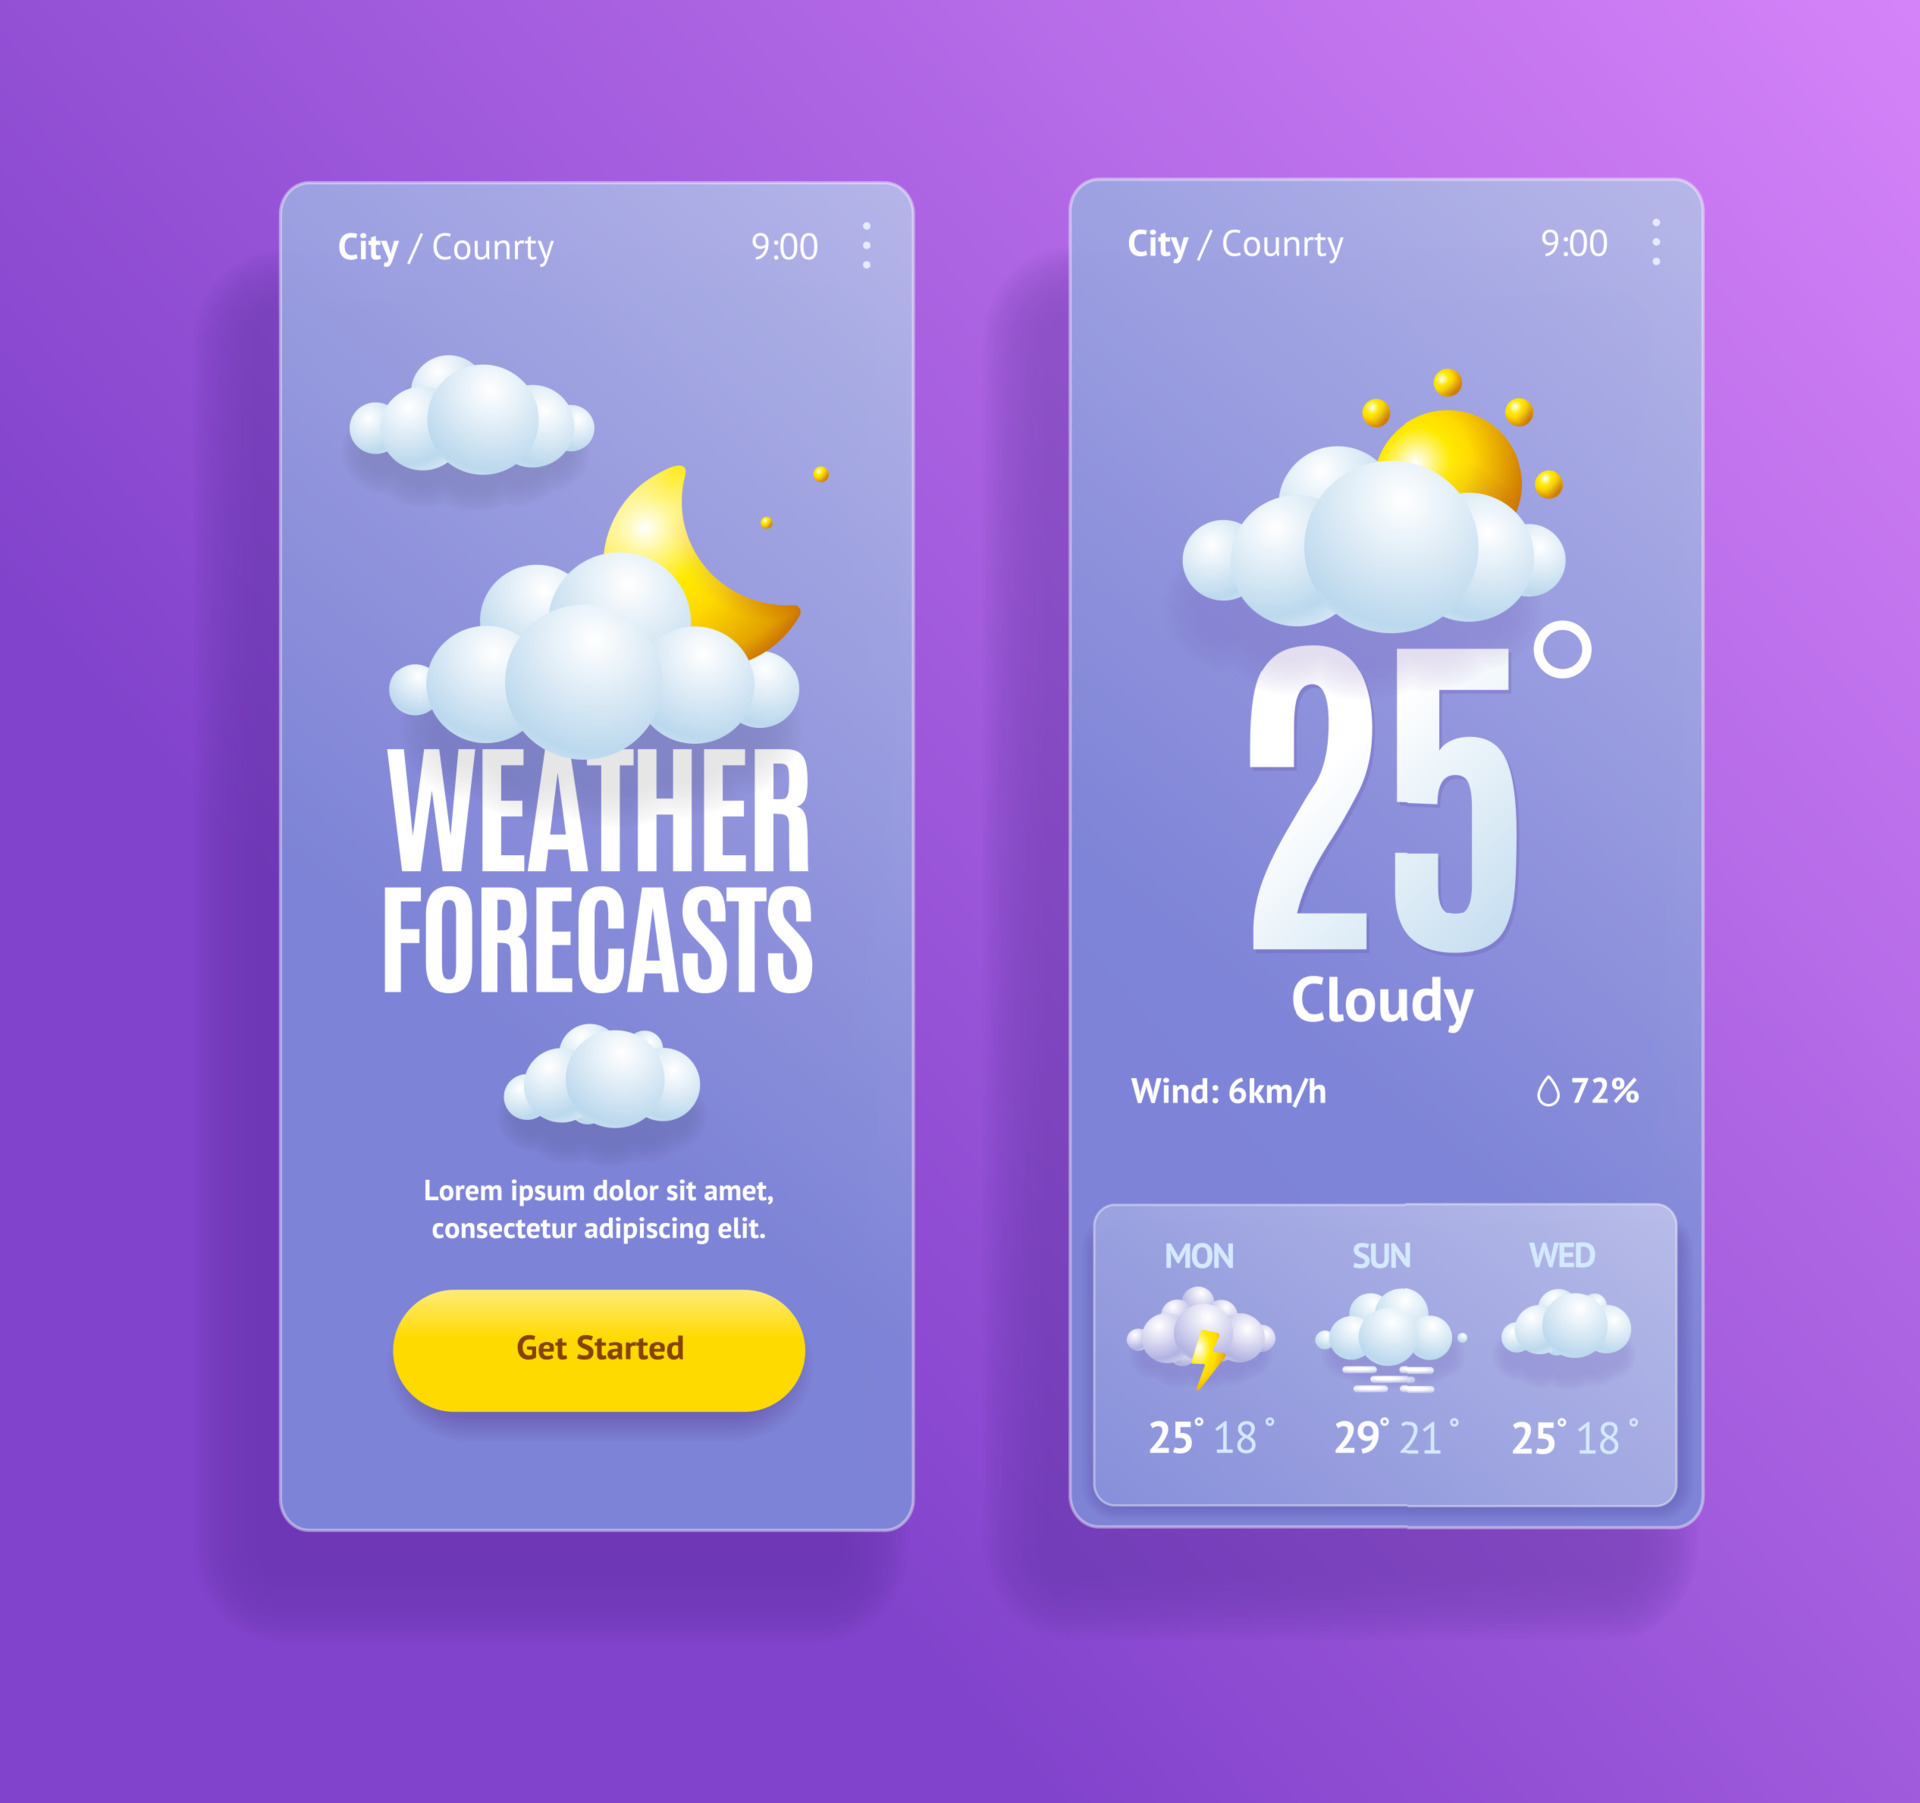 City / Counrty 9:00
WEATHER
FORECASTS
Lorem ipsum dolor sit amet,
consectetur adipiscing elit.
Get Started
City / Counrty 9:00
25°
Cloudy
Wind: 6km/h 72%
MON SUN WED
25° 18° 29° 21° 25° 18°